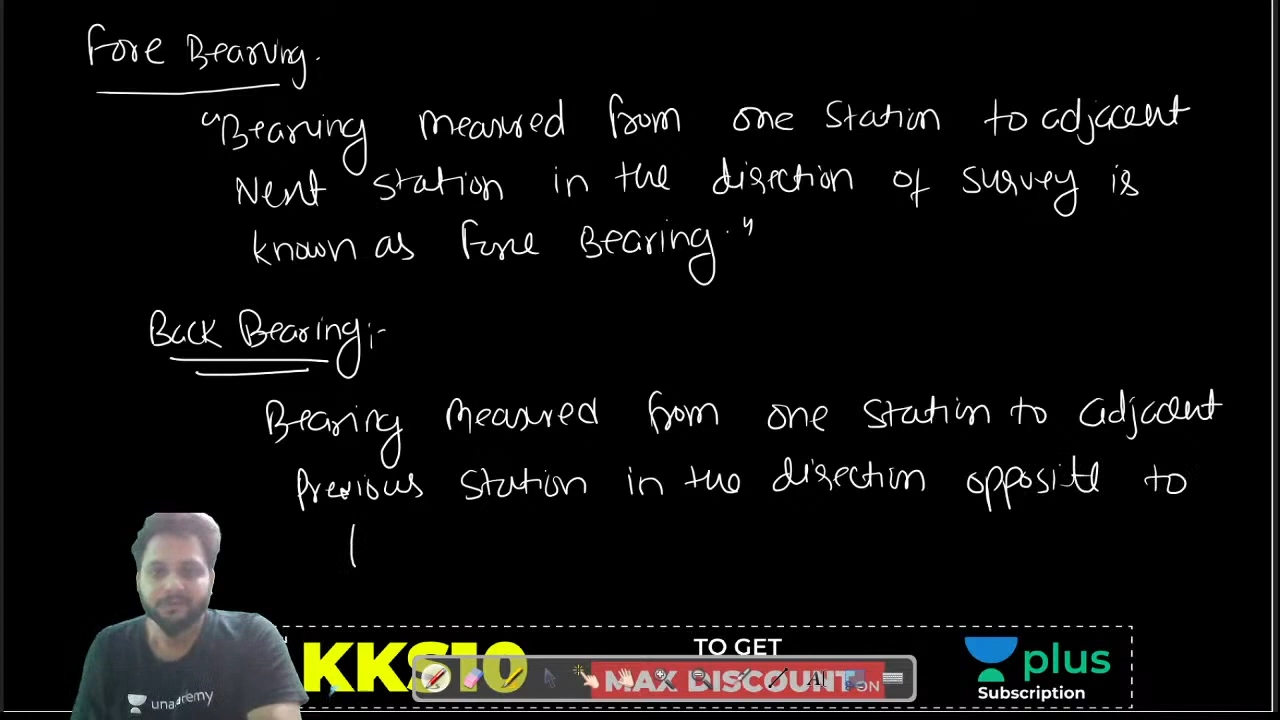 Fore Bearing.
"Bearing measured from one station to adjacent
Next station in the direction of survey is
known as Fore Bearing."
Back Bearing:-
Bearing measured from one station to adjacent
Previous station in the direction opposite to
KKS10
TO GET
MAX DISCOUNT
ON
plus
Subscription
unacademy